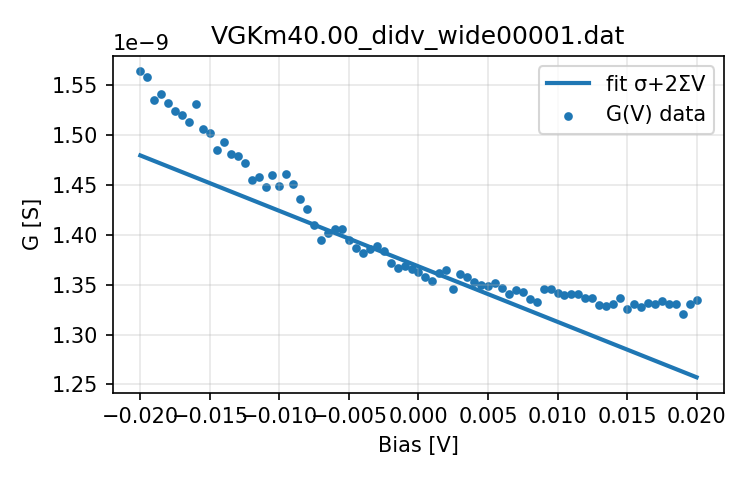 VGKm40.00_didv_wide00001.dat
1e−9
fit σ+2ΣV
G(V) data
1.55
1.50
1.45
1.40
1.35
1.30
1.25
G [S]
−0.020 −0.015 −0.010 −0.005 0.000 0.005 0.010 0.015 0.020
Bias [V]